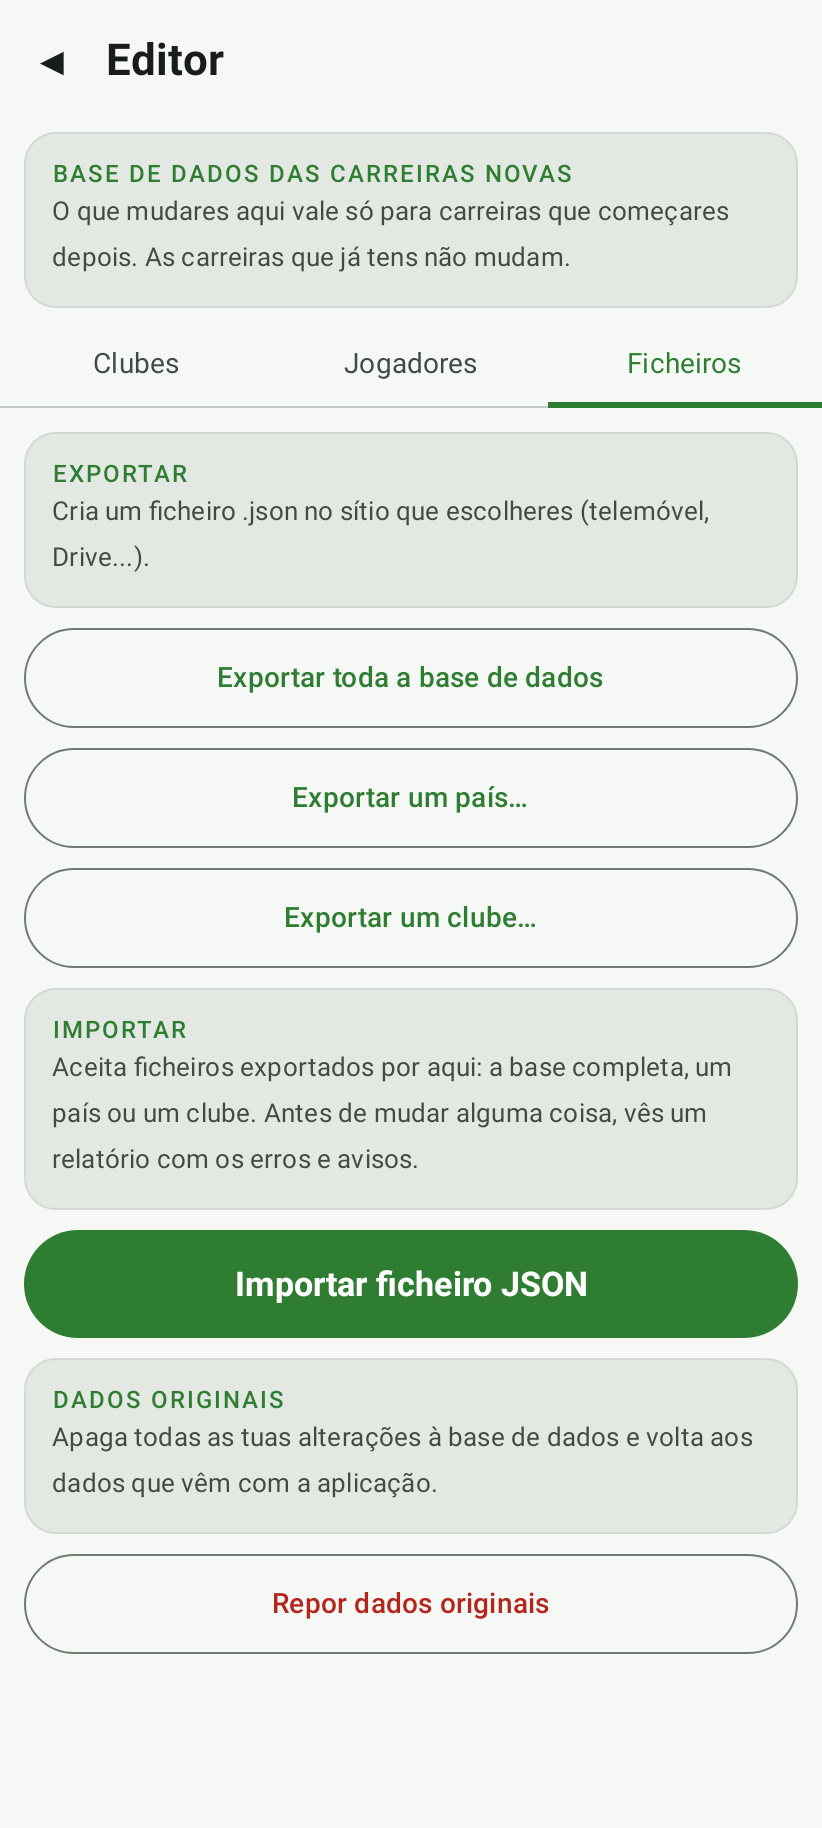 Editor
BASE DE DADOS DAS CARREIRAS NOVAS
O que mudares aqui vale só para carreiras que começares
depois. As carreiras que já tens não mudam.
Clubes
Jogadores
Ficheiros
EXPORTAR
Cria um ficheiro .json no sítio que escolheres (telemóvel,
Drive...).
Exportar toda a base de dados
Exportar um país…
Exportar um clube…
IMPORTAR
Aceita ficheiros exportados por aqui: a base completa, um
país ou um clube. Antes de mudar alguma coisa, vês um
relatório com os erros e avisos.
Importar ficheiro JSON
DADOS ORIGINAIS
Apaga todas as tuas alterações à base de dados e volta aos
dados que vêm com a aplicação.
Repor dados originais